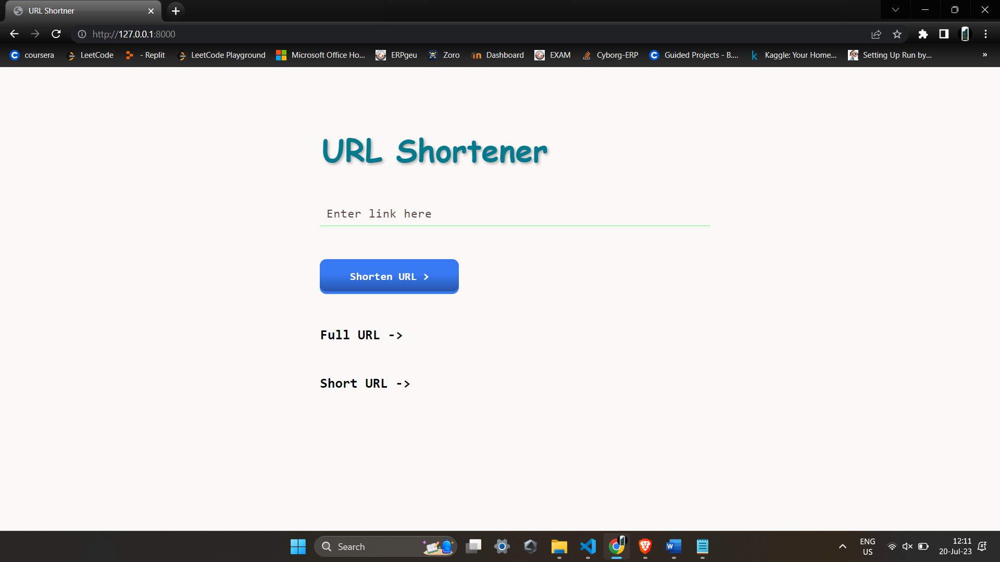 URL Shortner
http://127.0.0.1:8000
coursera LeetCode - Replit LeetCode Playground Microsoft Office Ho... ERPgeu Zoro Dashboard EXAM Cyborg-ERP Guided Projects - B.... Kaggle: Your Home... Setting Up Run by... »
URL Shortener
Enter link here
Shorten URL >
Full URL ->
Short URL ->
Search
ENG
US
12:11
20-Jul-23